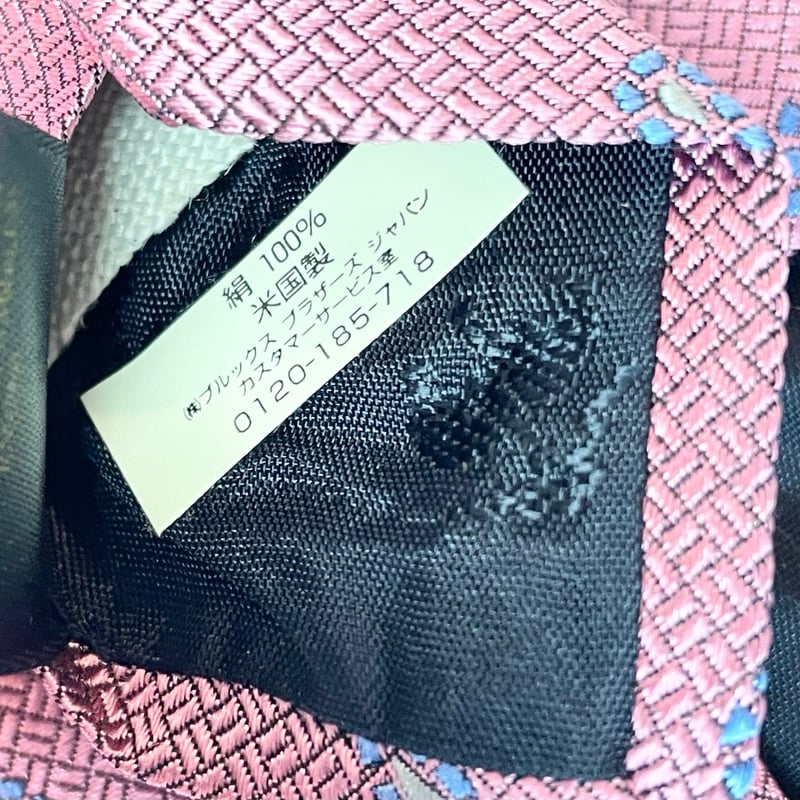 絹 100%
米国製
㈱ブルックス ブラザーズ ジャパン
カスタマーサービス室
0120-185-718